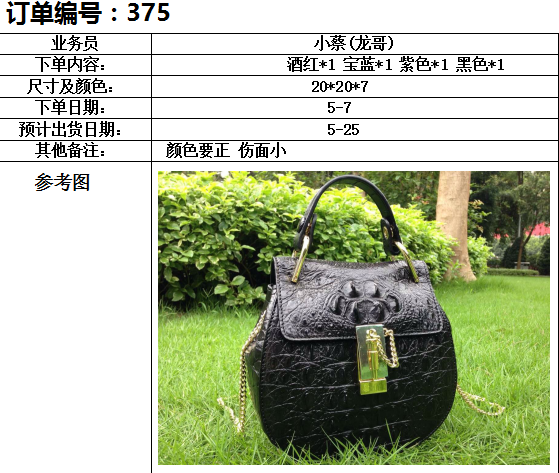 订单编号：375
业务员 小蔡(龙哥)
下单内容： 酒红*1 宝蓝*1 紫色*1 黑色*1
尺寸及颜色： 20*20*7
下单日期： 5-7
预计出货日期： 5-25
其他备注： 颜色要正 伤面小
参考图